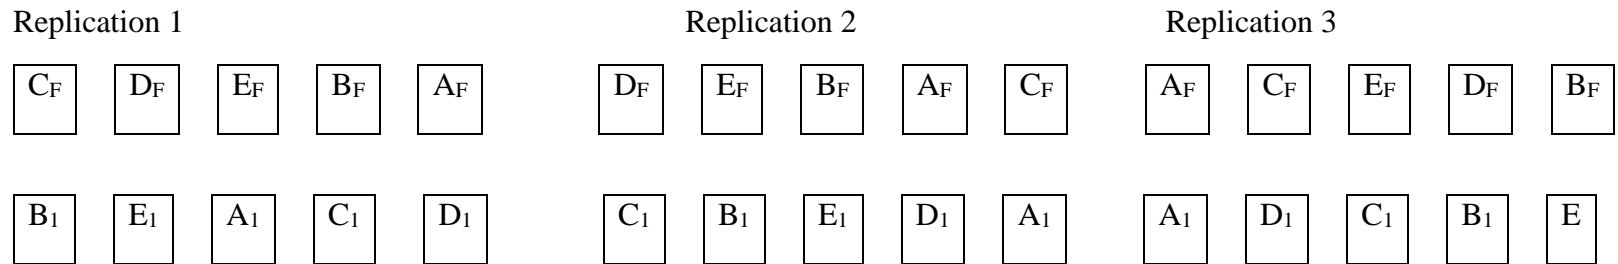 Replication 1 Replication 2 Replication 3
CF DF EF BF AF DF EF BF AF CF AF CF EF DF BF
B1 E1 A1 C1 D1 C1 B1 E1 D1 A1 A1 D1 C1 B1 E